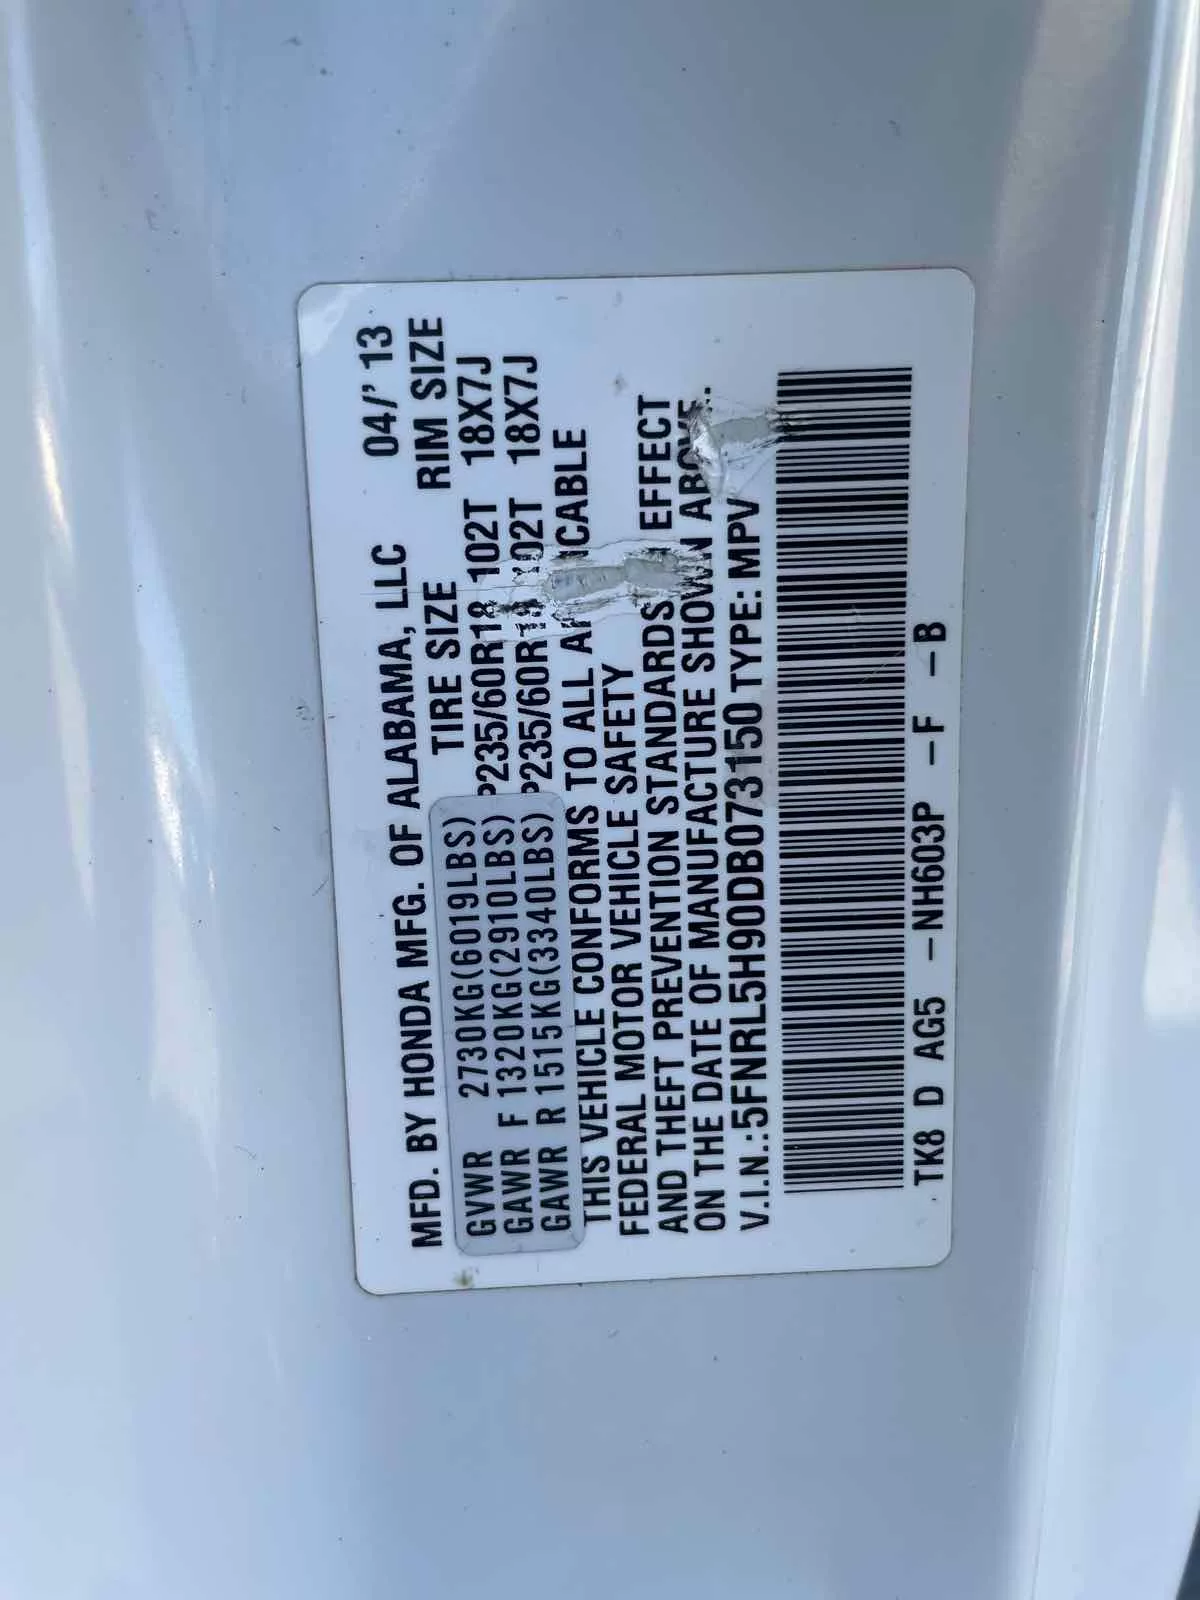 MFD. BY HONDA MFG. OF ALABAMA, LLC 04/'13
TIRE SIZE RIM SIZE
GVWR 2730KG(6019LBS)
GAWR F 1320KG(2910LBS) P235/60R18 102T 18X7J
GAWR R 1515KG(3340LBS) P235/60R 102T 18X7J
THIS VEHICLE CONFORMS TO ALL
FEDERAL MOTOR VEHICLE SAFETY
AND THEFT PREVENTION STANDARDS EFFECT
ON THE DATE OF MANUFACTURE SHOWN ABOVE.
V.I.N.:5FNRL5H90DB073150 TYPE: MPV
TK8 D AG5 -NH603P -F -B